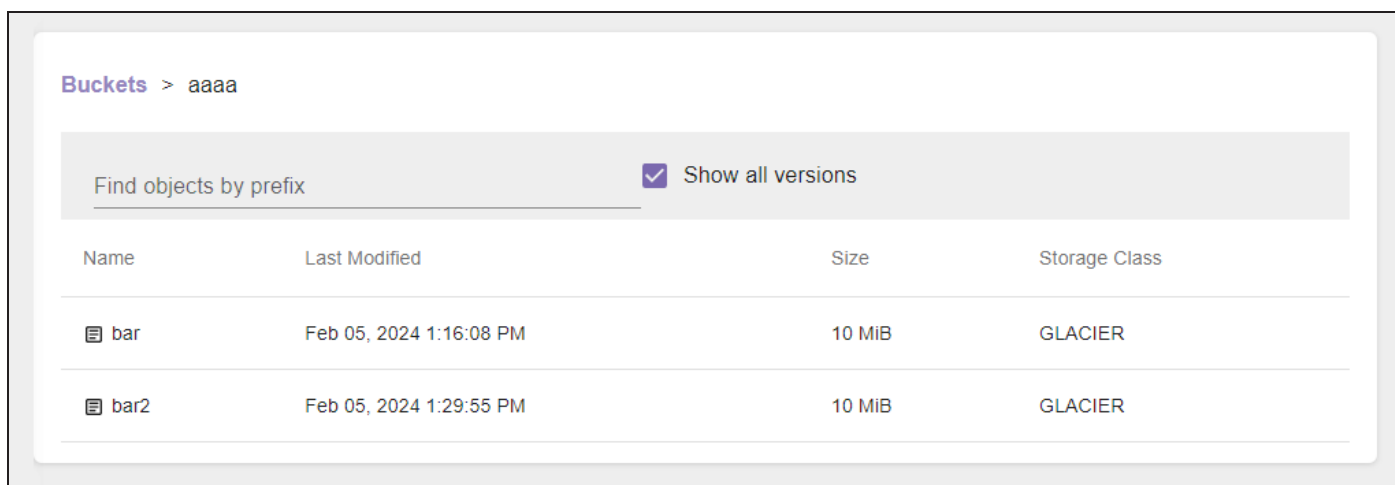 Buckets > aaaa
Find objects by prefix Show all versions
Name Last Modified Size Storage Class
bar Feb 05, 2024 1:16:08 PM 10 MiB GLACIER
bar2 Feb 05, 2024 1:29:55 PM 10 MiB GLACIER